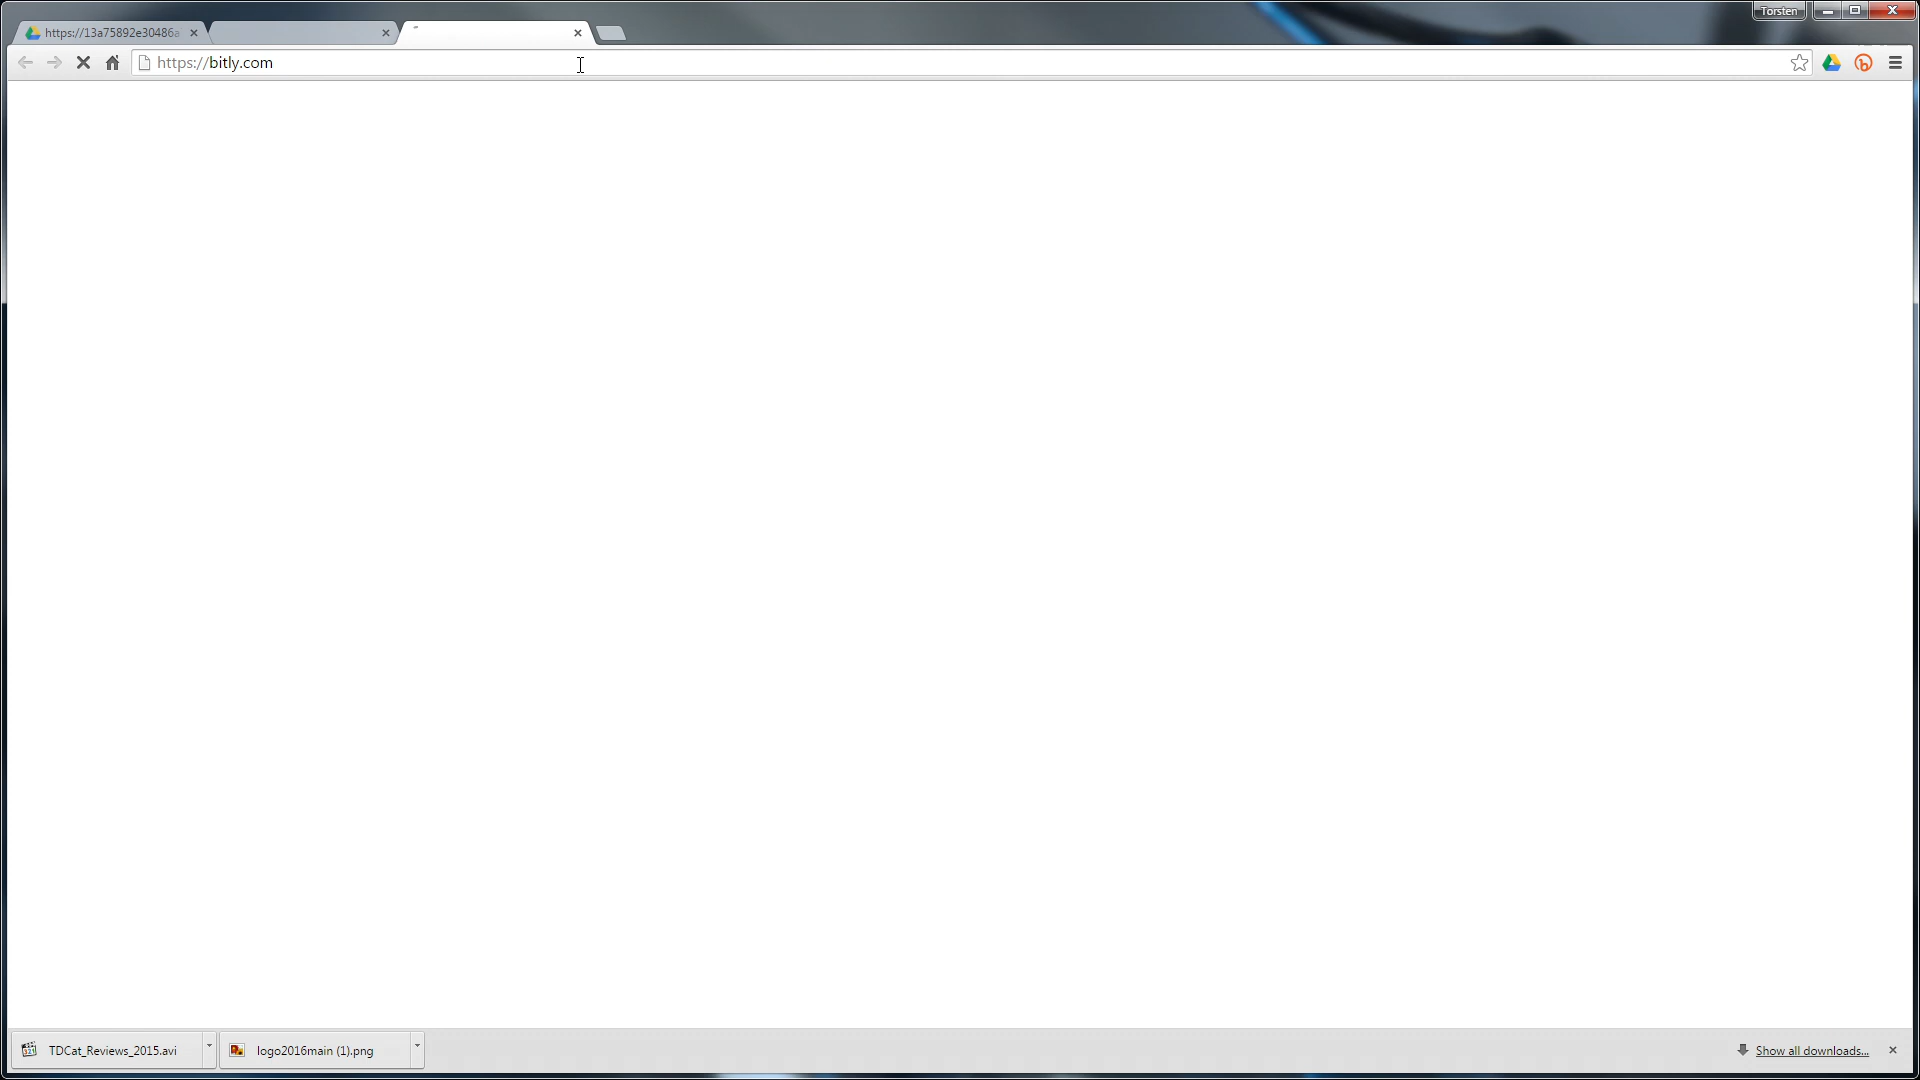 Torsten
https://13a75892e30486a
https://bitly.com
TDCat_Reviews_2015.avi
logo2016main (1).png
Show all downloads...